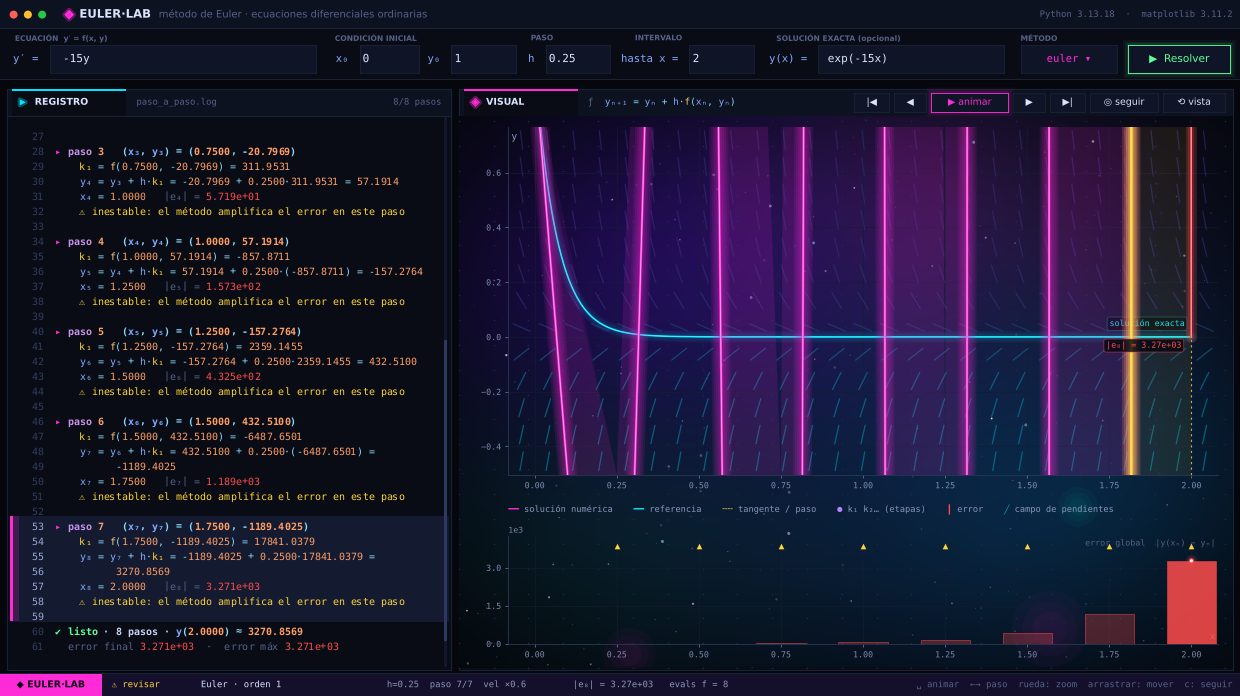 EULER·LAB método de Euler · ecuaciones diferenciales ordinarias Python 3.13.18 · matplotlib 3.11.2
ECUACIÓN y′ = f(x, y) CONDICIÓN INICIAL PASO INTERVALO SOLUCIÓN EXACTA (opcional) MÉTODO
y′ = -15y x₀ 0 y₀ 1 h 0.25 hasta x = 2 y(x) = exp(-15x) euler ▾ ▶ Resolver
REGISTRO paso_a_paso.log 8/8 pasos
27
28 ▸ paso 3 (x₃, y₃) = (0.7500, -20.7969)
29 k₁ = f(0.7500, -20.7969) = 311.9531
30 y₄ = y₃ + h·k₁ = -20.7969 + 0.2500·311.9531 = 57.1914
31 x₄ = 1.0000 |e₄| = 5.719e+01
32 ⚠ inestable: el método amplifica el error en este paso
33
34 ▸ paso 4 (x₄, y₄) = (1.0000, 57.1914)
35 k₁ = f(1.0000, 57.1914) = -857.8711
36 y₅ = y₄ + h·k₁ = 57.1914 + 0.2500·(-857.8711) = -157.2764
37 x₅ = 1.2500 |e₅| = 1.573e+02
38 ⚠ inestable: el método amplifica el error en este paso
39
40 ▸ paso 5 (x₅, y₅) = (1.2500, -157.2764)
41 k₁ = f(1.2500, -157.2764) = 2359.1455
42 y₆ = y₅ + h·k₁ = -157.2764 + 0.2500·2359.1455 = 432.5100
43 x₆ = 1.5000 |e₆| = 4.325e+02
44 ⚠ inestable: el método amplifica el error en este paso
45
46 ▸ paso 6 (x₆, y₆) = (1.5000, 432.5100)
47 k₁ = f(1.5000, 432.5100) = -6487.6501
48 y₇ = y₆ + h·k₁ = 432.5100 + 0.2500·(-6487.6501) =
49 -1189.4025
50 x₇ = 1.7500 |e₇| = 1.189e+03
51 ⚠ inestable: el método amplifica el error en este paso
52
53 ▸ paso 7 (x₇, y₇) = (1.7500, -1189.4025)
54 k₁ = f(1.7500, -1189.4025) = 17841.0379
55 y₈ = y₇ + h·k₁ = -1189.4025 + 0.2500·17841.0379 =
56 3270.8569
57 x₈ = 2.0000 |e₈| = 3.271e+03
58 ⚠ inestable: el método amplifica el error en este paso
59
60 ✔ listo · 8 pasos · y(2.0000) ≈ 3270.8569
61 error final 3.271e+03 · error máx 3.271e+03
VISUAL ƒ yₙ₊₁ = yₙ + h·f(xₙ, yₙ) |◀ ◀ ▶ animar ▶ ▶| ◎ seguir ⟲ vista
y
0.6
0.4
0.2
0.0
−0.2
−0.4
solución exacta
|e₈| = 3.27e+03
0.00 0.25 0.50 0.75 1.00 1.25 1.50 1.75 2.00
solución numérica referencia tangente / paso k₁ k₂… (etapas) error campo de pendientes
1e3
error global |y(xₙ) − yₙ|
3.0
1.5
0.0
x
0.00 0.25 0.50 0.75 1.00 1.25 1.50 1.75 2.00
◆ EULER·LAB ⚠ revisar Euler · orden 1 h=0.25 paso 7/7 vel ×0.6 |e₈| = 3.27e+03 evals f = 8 ␣ animar ←→ paso rueda: zoom arrastrar: mover c: seguir